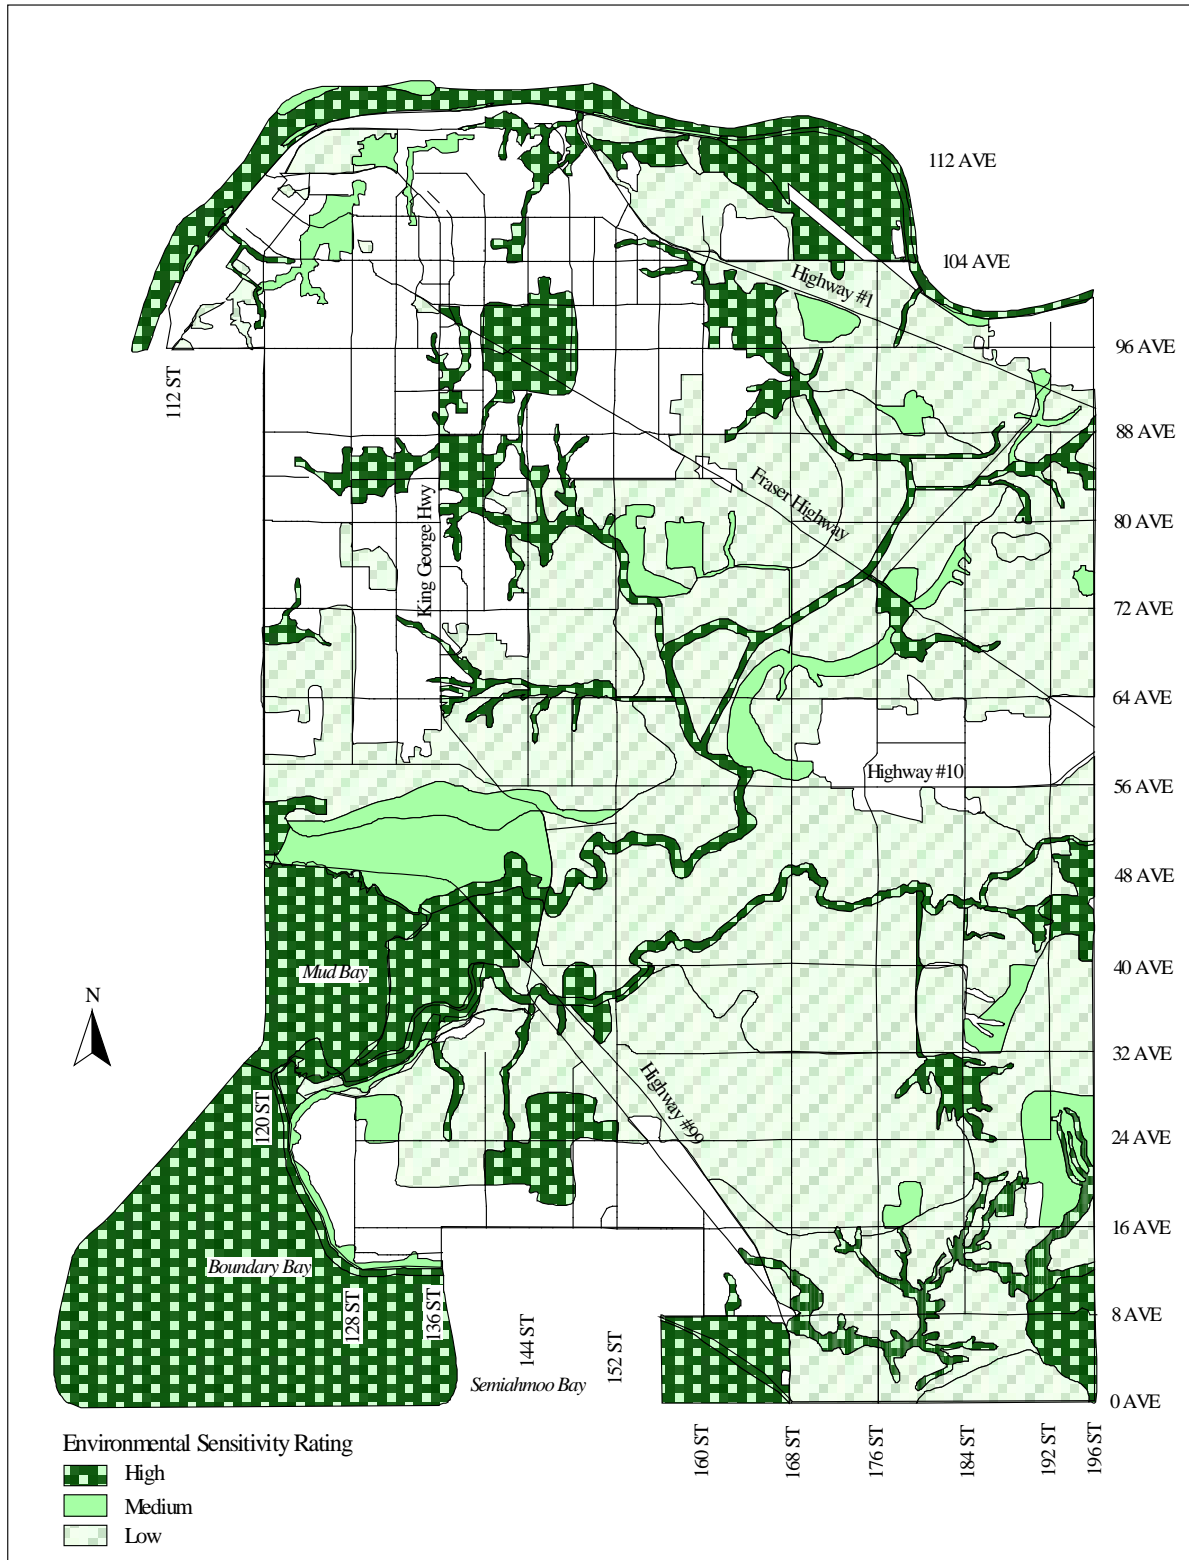 112 AVE
104 AVE
Highway #1
96 AVE
112 ST
88 AVE
Fraser Highway
King George Hwy
80 AVE
72 AVE
64 AVE
Highway #10
56 AVE
48 AVE
Mud Bay
40 AVE
N
32 AVE
Highway #99
120 ST
24 AVE
16 AVE
Boundary Bay
128 ST
136 ST
144 ST
152 ST
8 AVE
Semiahmoo Bay
0 AVE
160 ST
168 ST
176 ST
184 ST
192 ST
196 ST
Environmental Sensitivity Rating
High
Medium
Low